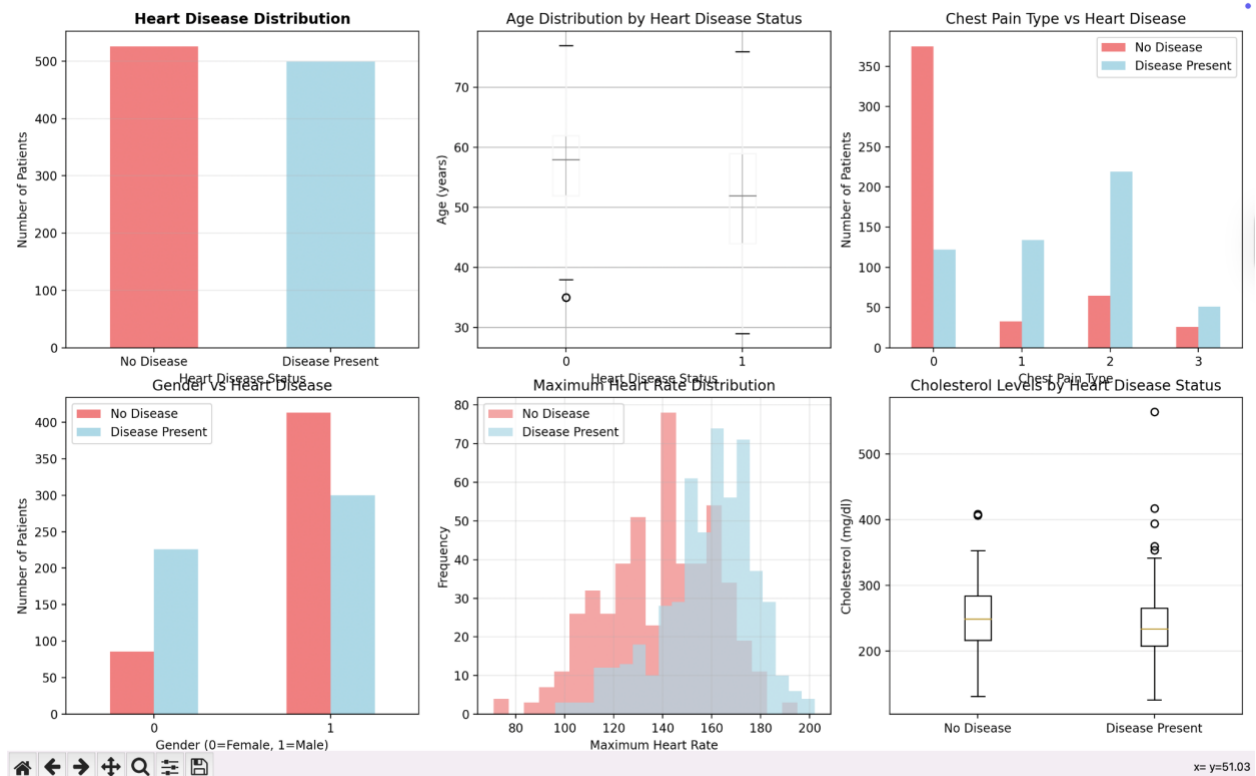 Heart Disease Distribution
Number of Patients
500
400
300
200
100
0
No Disease
Disease Present
Heart Disease Status
Age Distribution by Heart Disease Status
Age (years)
70
60
50
40
30
0
1
Heart Disease Status
Chest Pain Type vs Heart Disease
No Disease
Disease Present
Number of Patients
350
300
250
200
150
100
50
0
0
1
2
3
Chest Pain Type
Gender vs Heart Disease
No Disease
Disease Present
Number of Patients
400
350
300
250
200
150
100
50
0
0
1
Gender (0=Female, 1=Male)
Maximum Heart Rate Distribution
No Disease
Disease Present
Frequency
80
70
60
50
40
30
20
10
0
80
100
120
140
160
180
200
Maximum Heart Rate
Cholesterol Levels by Heart Disease Status
Cholesterol (mg/dl)
500
400
300
200
No Disease
Disease Present
x= y=51.03